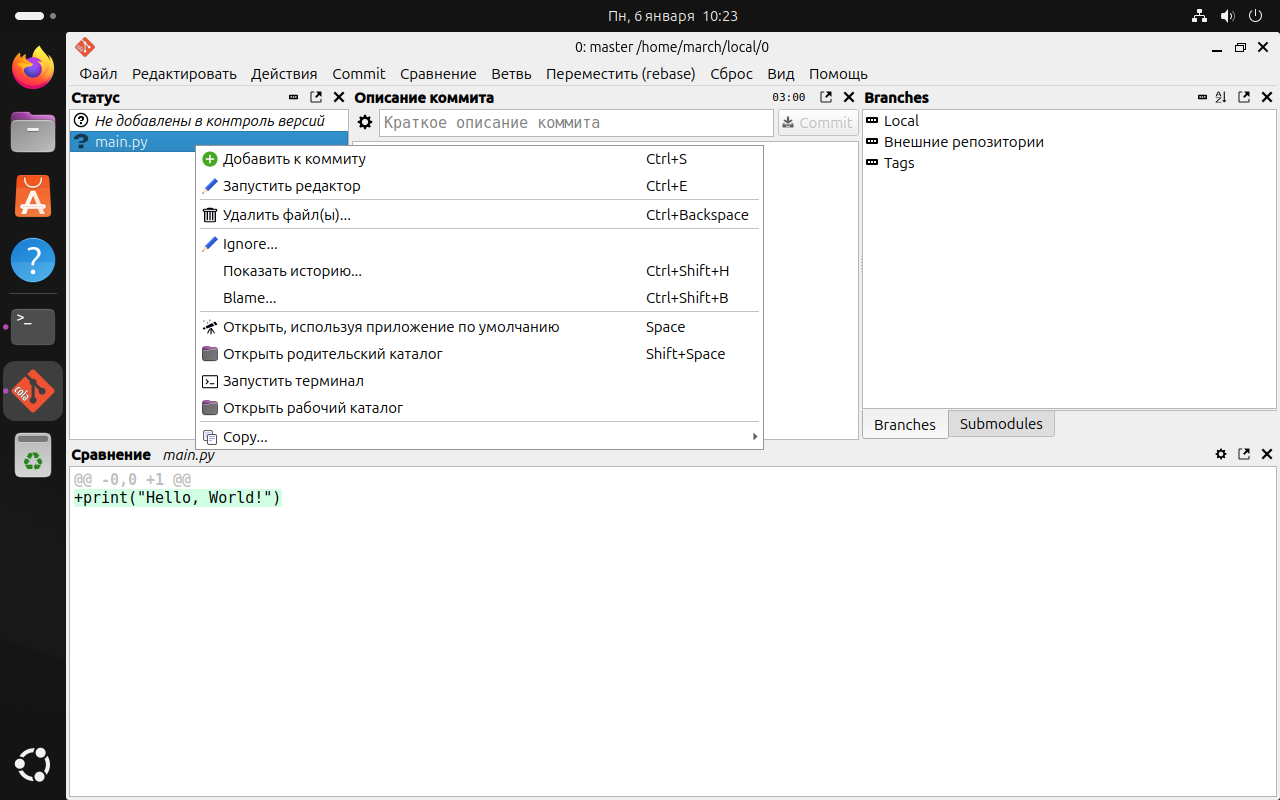 Пн, 6 января 10:23
0: master /home/march/local/0
Файл Редактировать Действия Commit Сравнение Ветвь Переместить (rebase) Сброс Вид Помощь
Статус
Не добавлены в контроль версий
main.py
Описание коммита
03:00
Краткое описание коммита
Commit
Добавить к коммиту Ctrl+S
Запустить редактор Ctrl+E
Удалить файл(ы)... Ctrl+Backspace
Ignore...
Показать историю... Ctrl+Shift+H
Blame... Ctrl+Shift+B
Открыть, используя приложение по умолчанию Space
Открыть родительский каталог Shift+Space
Запустить терминал
Открыть рабочий каталог
Copy...
Branches
Local
Внешние репозитории
Tags
Branches Submodules
Сравнение main.py
@@ -0,0 +1 @@
+print("Hello, World!")
>_
cola